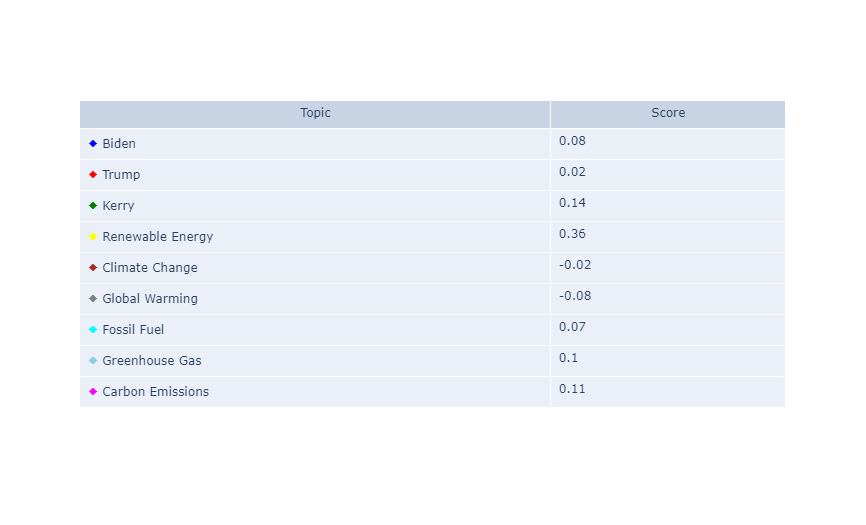 Topic Score
Biden 0.08
Trump 0.02
Kerry 0.14
Renewable Energy 0.36
Climate Change -0.02
Global Warming -0.08
Fossil Fuel 0.07
Greenhouse Gas 0.1
Carbon Emissions 0.11